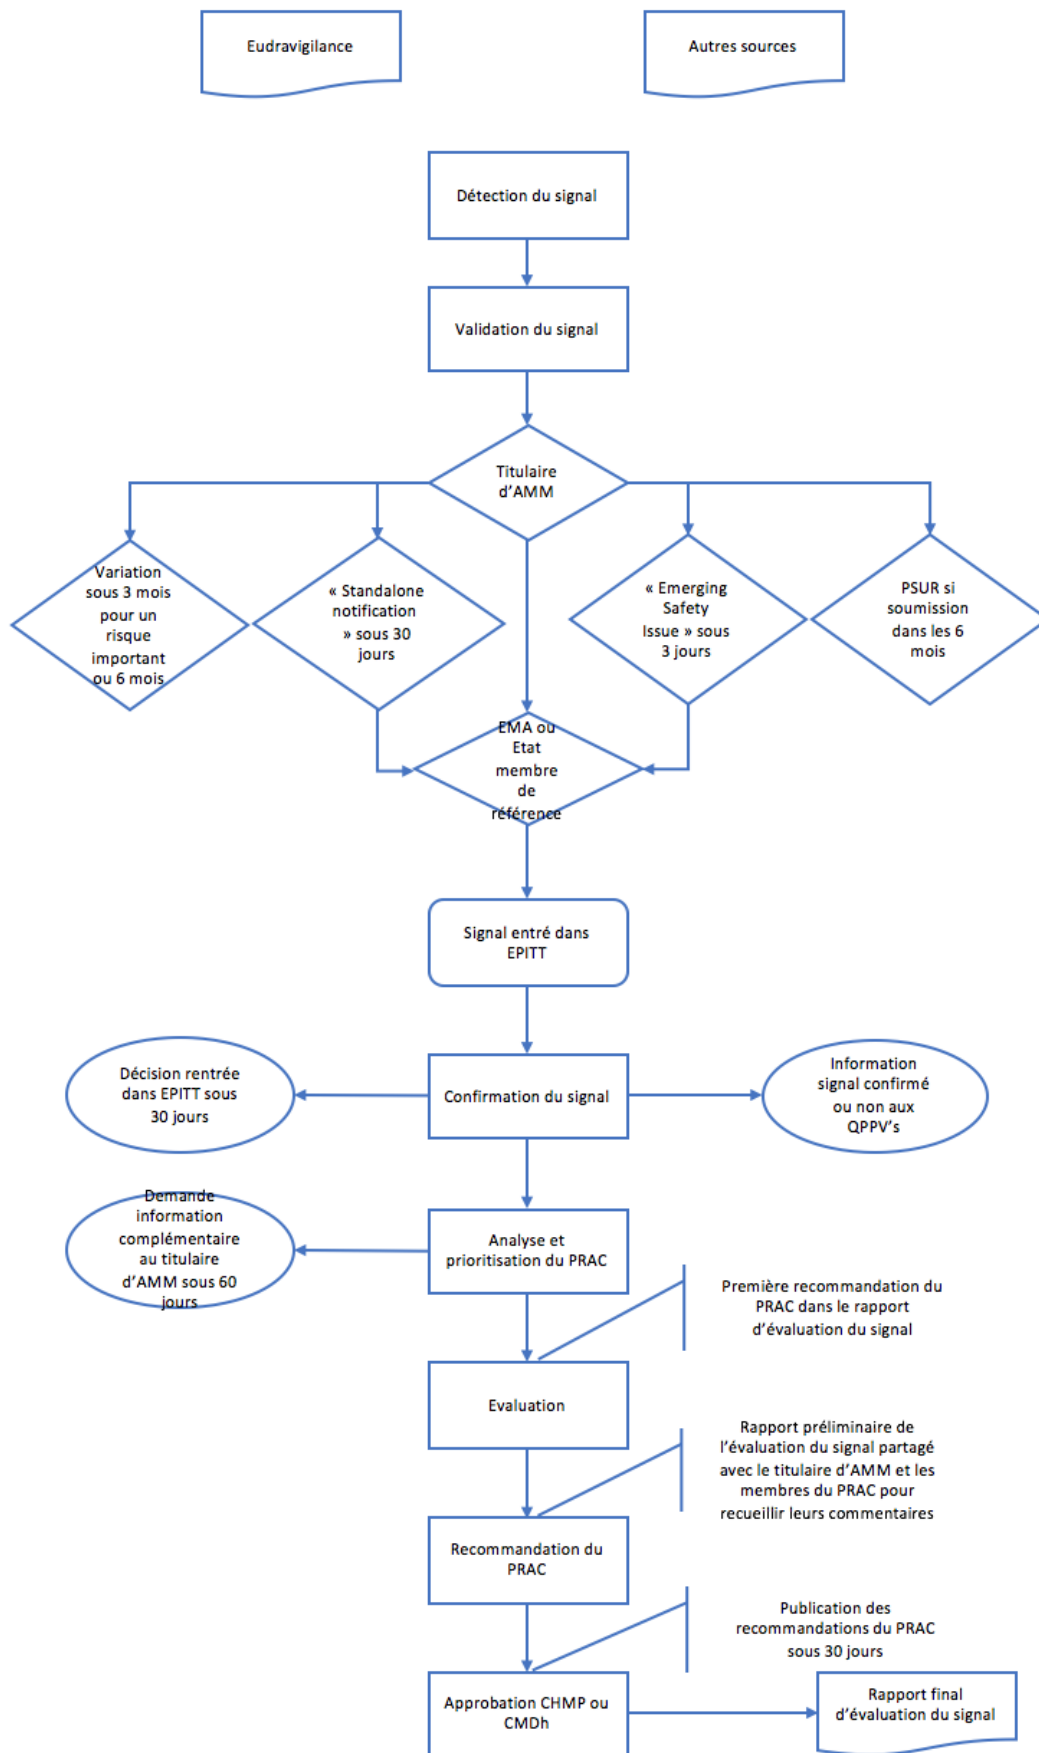 Eudravigilance
Autres sources
Détection du signal
Validation du signal
Titulaire
d’AMM
Variation
sous 3 mois
pour un
risque
important
ou 6 mois
« Standalone
notification
» sous 30
jours
« Emerging
Safety
Issue » sous
3 jours
PSUR si
soumission
dans les 6
mois
EMA ou
Etat
membre
de
référence
Signal entré dans
EPITT
Décision rentrée
dans EPITT sous
30 jours
Confirmation du signal
Information
signal confirmé
ou non aux
QPPV’s
Demande
information
complémentaire
au titulaire
d’AMM sous 60
jours
Analyse et
prioritisation du PRAC
Première recommandation du
PRAC dans le rapport
d’évaluation du signal
Evaluation
Rapport préliminaire de
l’évaluation du signal partagé
avec le titulaire d’AMM et les
membres du PRAC pour
recueillir leurs commentaires
Recommandation du
PRAC
Publication des
recommandations du PRAC
sous 30 jours
Approbation CHMP ou
CMDh
Rapport final
d’évaluation du signal